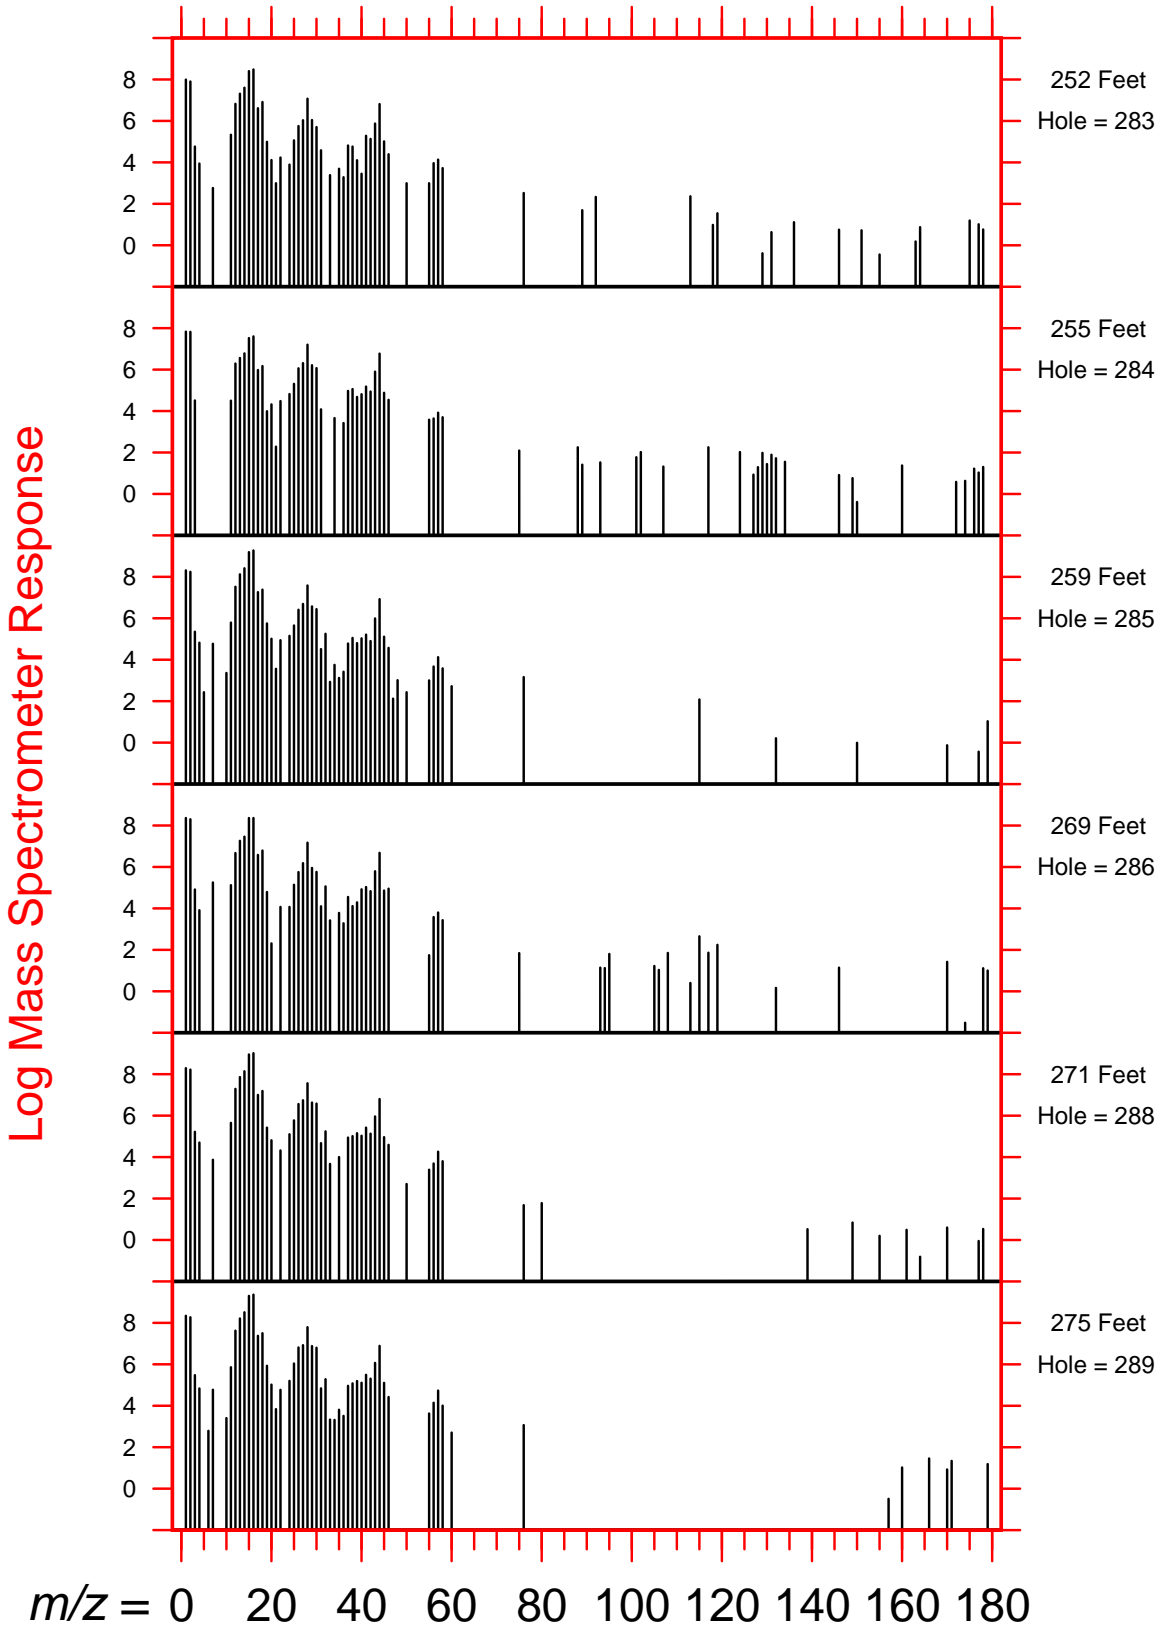 Log Mass Spectrometer Response
8
6
4
2
0
252 Feet
Hole = 283
8
6
4
2
0
255 Feet
Hole = 284
8
6
4
2
0
259 Feet
Hole = 285
8
6
4
2
0
269 Feet
Hole = 286
8
6
4
2
0
271 Feet
Hole = 288
8
6
4
2
0
275 Feet
Hole = 289
m/z = 0 20 40 60 80 100 120 140 160 180